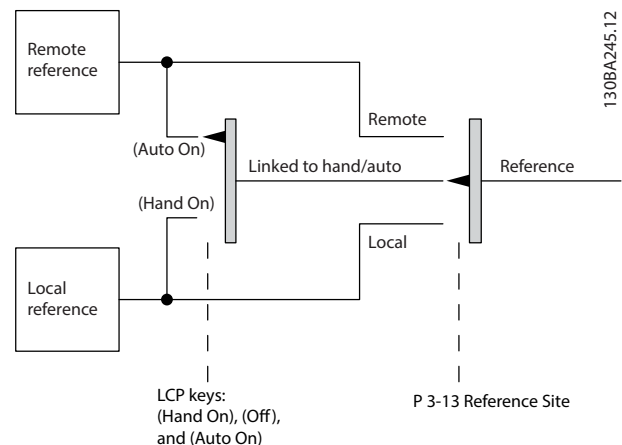 Remote
reference
130BA245.12
Remote
(Auto On)
Linked to hand/auto
Reference
(Hand On)
Local
Local
reference
LCP keys:
(Hand On), (Off),
and (Auto On)
P 3-13 Reference Site